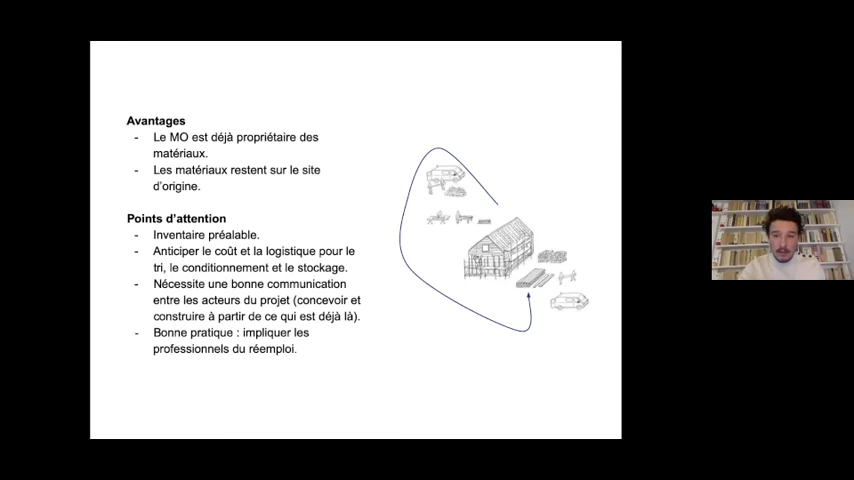 Avantages
- Le MO est déjà propriétaire des
matériaux.
- Les matériaux restent sur le site
d'origine.
Points d'attention
- Inventaire préalable.
- Anticiper le coût et la logistique pour le
tri, le conditionnement et le stockage.
- Nécessite une bonne communication
entre les acteurs du projet (concevoir et
construire à partir de ce qui est déjà là).
- Bonne pratique : impliquer les
professionnels du réemploi.